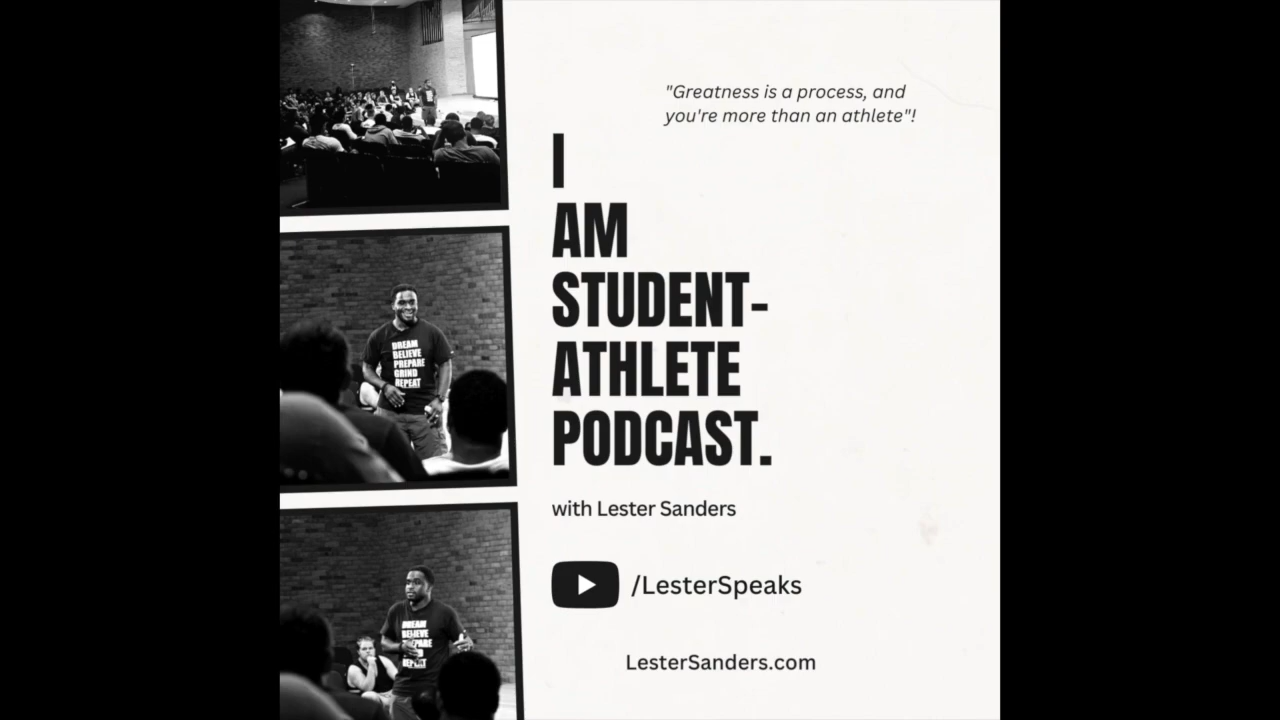 "Greatness is a process, and
you're more than an athlete"!
I
AM
STUDENT-
ATHLETE
PODCAST.
with Lester Sanders
/LesterSpeaks
LesterSanders.com
DREAM
BELIEVE
PREPARE
GRIND
REPEAT
DREAM
BELIEVE